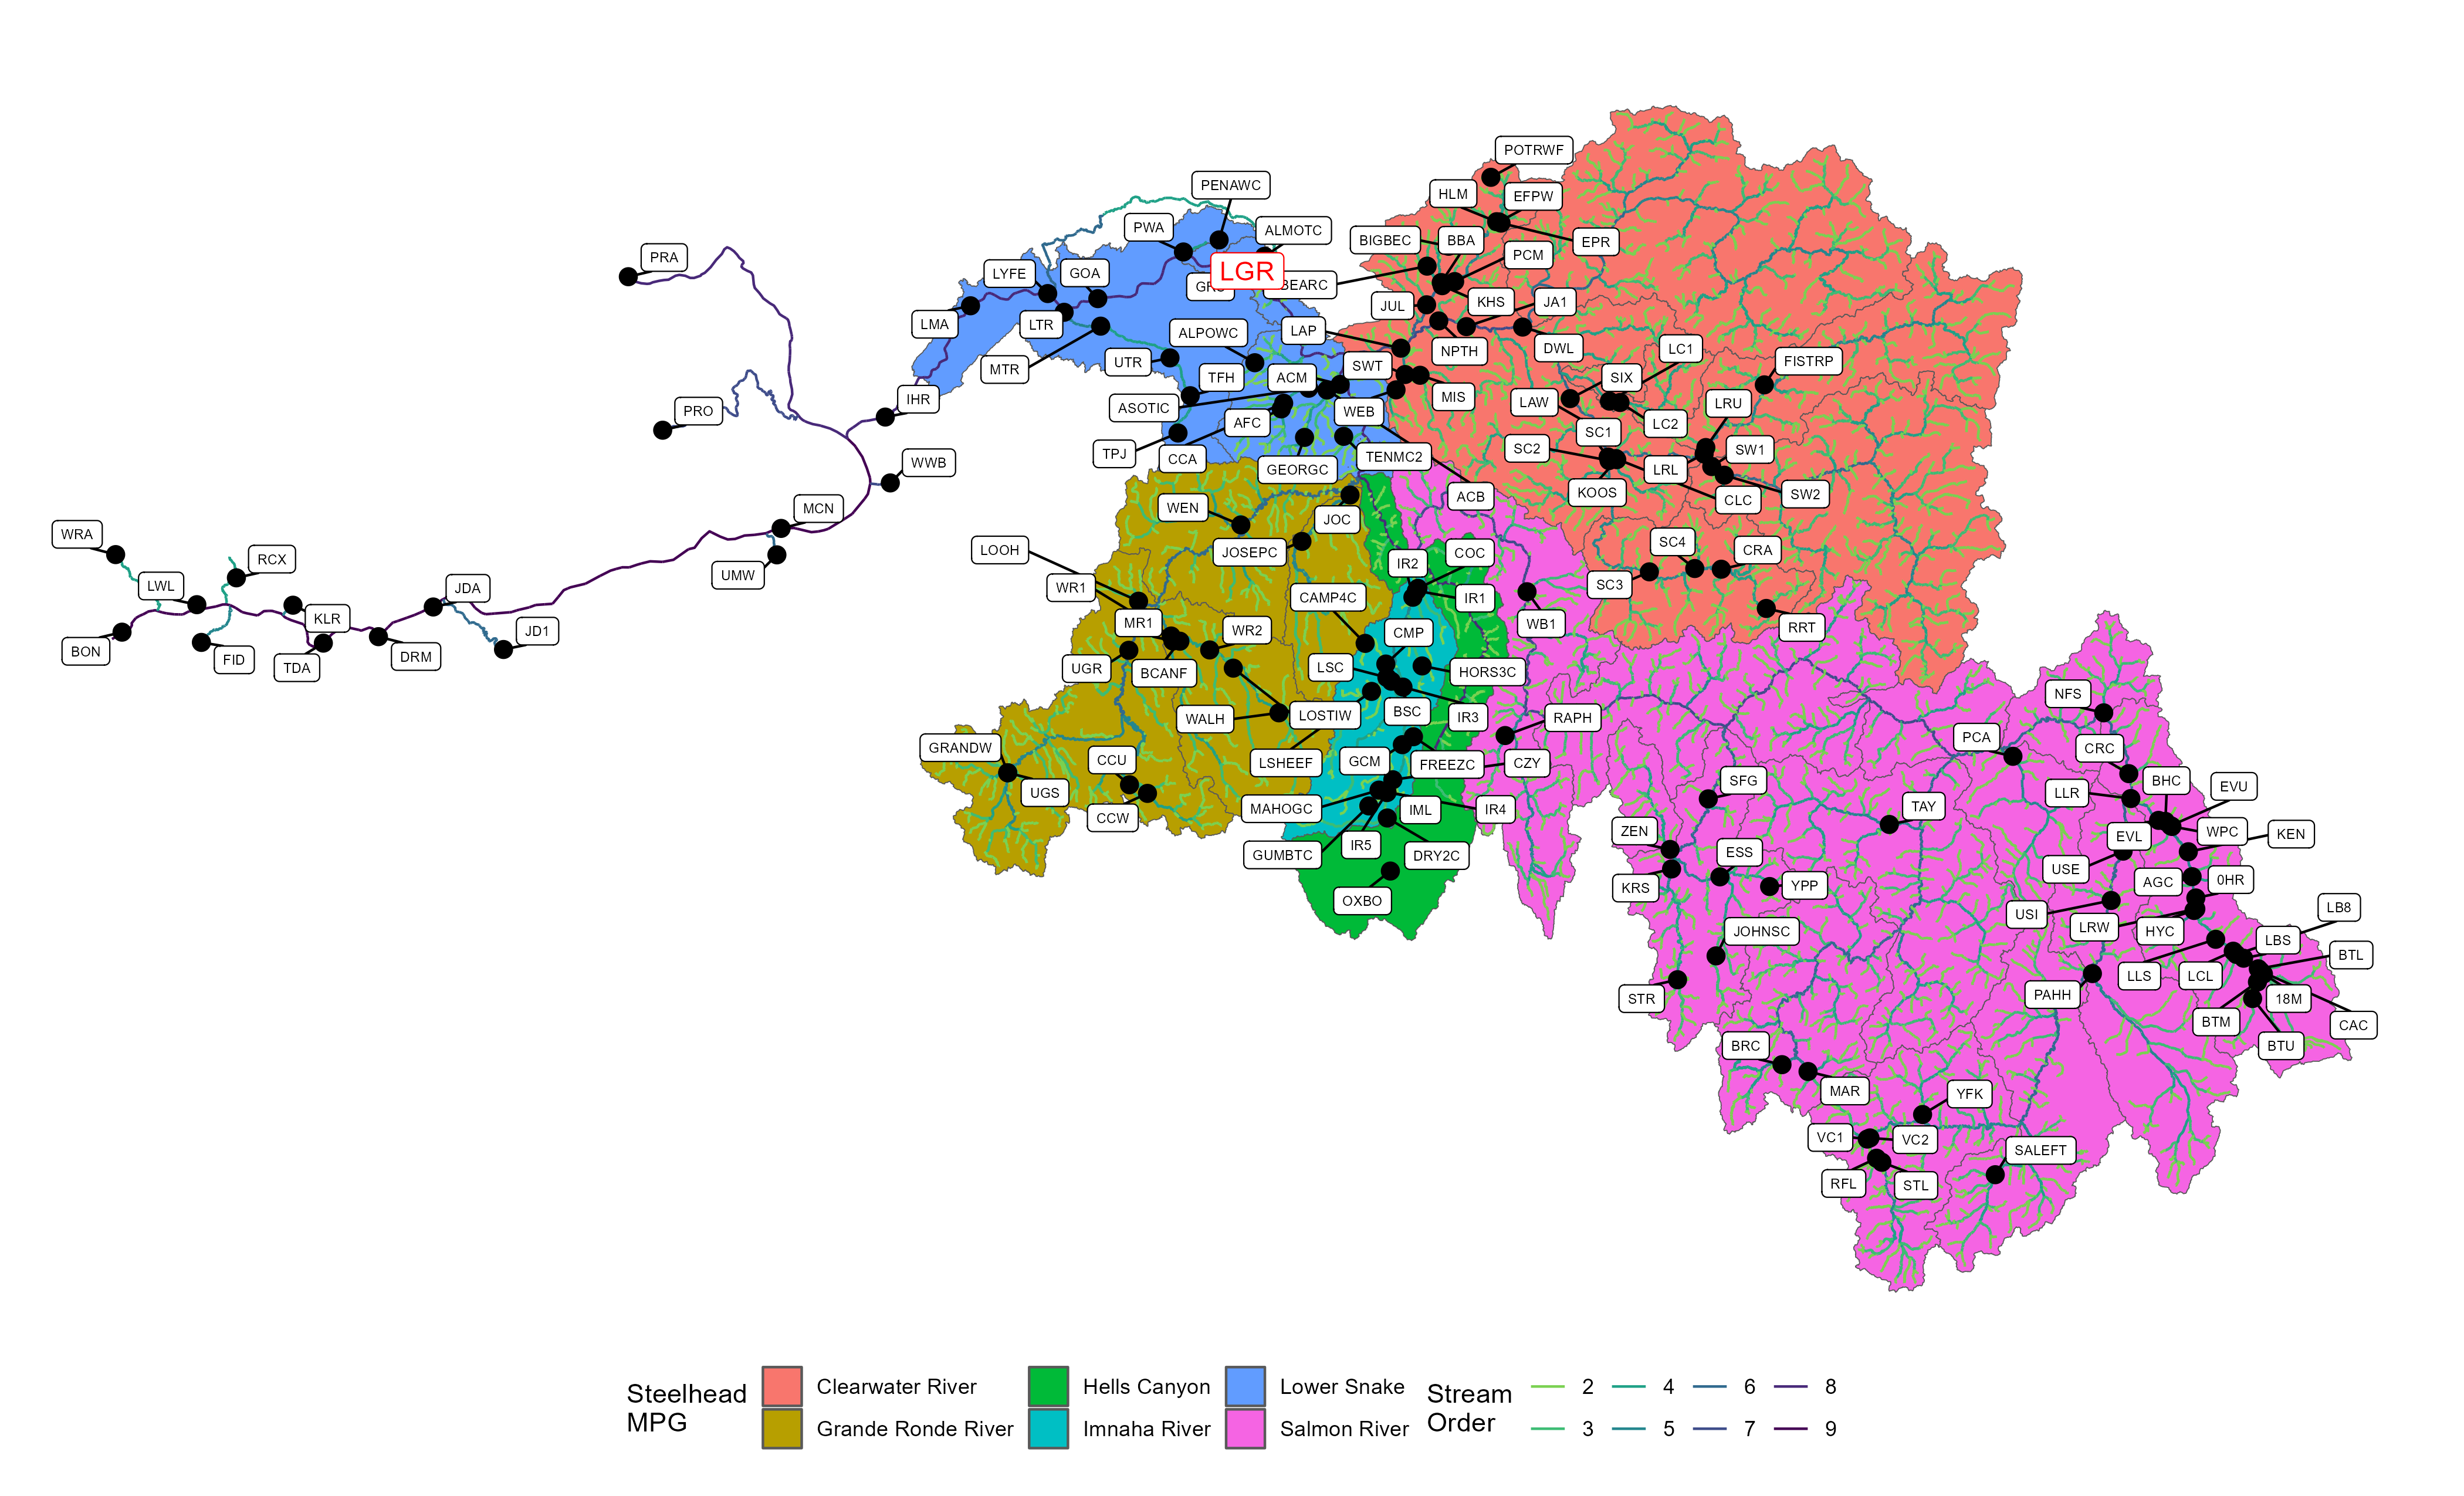 POTRWF
PENAWC
HLM
EFPW
PWA
ALMOTC
BIGBEC
BBA
EPR
PCM
PRA
LYFE
GOA
LGR
BEARC
JUL
KHS
JA1
LMA
LTR
LAP
ALPOWC
NPTH
DWL
LC1
UTR
MTR
SWT
FISTRP
TFH
ACM
SIX
IHR
PRO
ASOTIC
WEB
MIS
LAW
LRU
AFC
LC2
SC1
TPJ
CCA
GEORGC
TENMC2
SC2
SW1
WWB
LRL
KOOS
ACB
CLC
SW2
MCN
WEN
JOC
WRA
LOOH
JOSEPC
SC4
CRA
RCX
IR2
COC
UMW
WR1
SC3
LWL
JDA
CAMP4C
IR1
KLR
MR1
WR2
CMP
WB1
RRT
JD1
BON
FID
TDA
DRM
UGR
BCANF
LSC
HORS3C
NFS
WALH
LOSTIW
BSC
IR3
RAPH
GRANDW
PCA
CRC
CCU
LSHEEF
GCM
FREEZC
CZY
SFG
BHC
EVU
UGS
LLR
MAHOGC
IML
IR4
TAY
CCW
ZEN
EVL
WPC
KEN
IR5
GUMBTC
DRY2C
ESS
USE
AGC
0HR
KRS
YPP
OXBO
USI
LB8
LRW
HYC
JOHNSC
LBS
BTL
LLS
LCL
STR
PAHH
18M
BTM
CAC
BRC
BTU
MAR
YFK
VC1
VC2
SALEFT
RFL
STL
Steelhead
MPG
Clearwater River
Grande Ronde River
Hells Canyon
Imnaha River
Lower Snake
Salmon River
Stream
Order
2
3
4
5
6
7
8
9